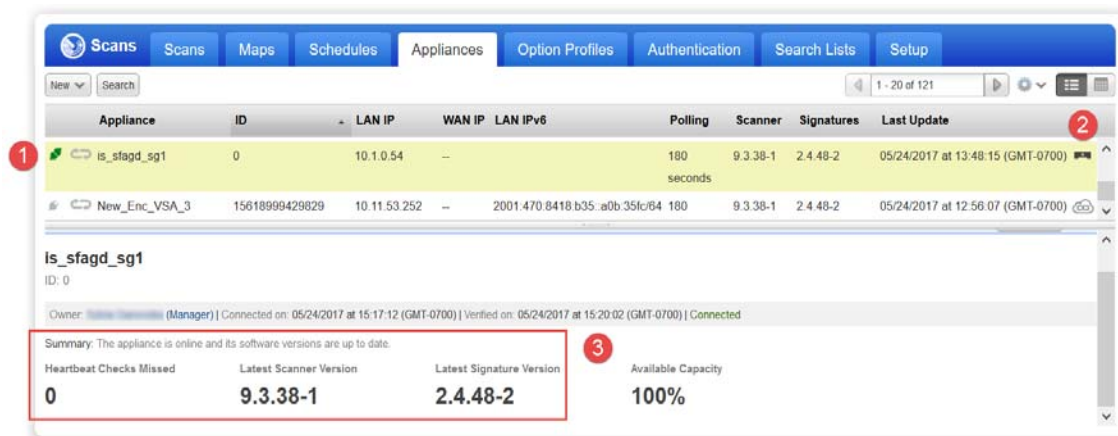 Scans Scans Maps Schedules Appliances Option Profiles Authentication Search Lists Setup
New Search 1 - 20 of 121
Appliance ID LAN IP WAN IP LAN IPv6 Polling Scanner Signatures Last Update 2
1 is_sfagd_sg1 0 10.1.0.54 -- 180 9.3.38-1 2.4.48-2 05/24/2017 at 13:48:15 (GMT-0700)
seconds
New_Enc_VSA_3 15618999429829 10.11.53.252 -- 2001:470:8418:b35::a0b:35fc/64 180 9.3.38-1 2.4.48-2 05/24/2017 at 12:56:07 (GMT-0700)
is_sfagd_sg1
ID: 0
Owner: (Manager) | Connected on: 05/24/2017 at 15:17:12 (GMT-0700) | Verified on: 05/24/2017 at 15:20:02 (GMT-0700) | Connected
Summary: The appliance is online and its software versions are up to date. 3
Heartbeat Checks Missed Latest Scanner Version Latest Signature Version Available Capacity
0 9.3.38-1 2.4.48-2 100%